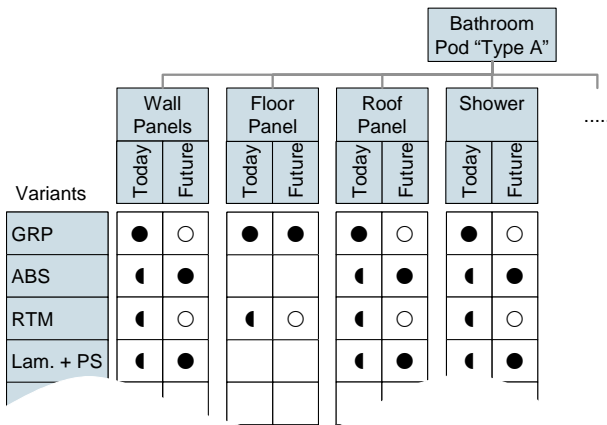 Bathroom
Pod “Type A”
Wall
Panels
Floor
Panel
Roof
Panel
Shower
....
Today
Future
Today
Future
Today
Future
Today
Future
Variants
GRP
ABS
RTM
Lam. + PS